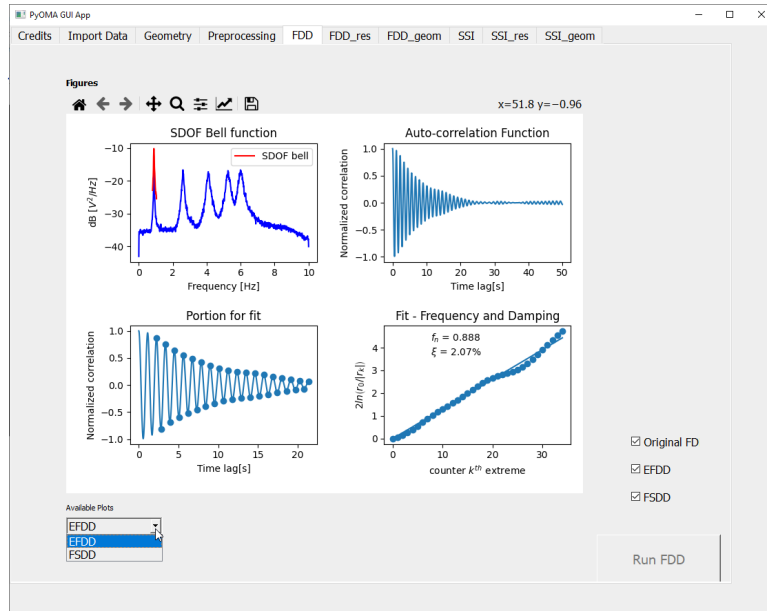 PyOMA GUI App
Credits Import Data Geometry Preprocessing FDD FDD_res FDD_geom SSI SSI_res SSI_geom
Figures
x=51.8 y=−0.96
SDOF Bell function
−10
−20
−30
−40
dB [V²/Hz]
SDOF bell
0 2 4 6 8 10
Frequency [Hz]
Auto-correlation Function
1.0
0.5
0.0
−0.5
−1.0
Normalized correlation
0 10 20 30 40 50
Time lag[s]
Portion for fit
1.0
0.5
0.0
−0.5
−1.0
Normalized correlation
0 5 10 15 20
Time lag[s]
Fit - Frequency and Damping
fₙ = 0.888
ξ = 2.07%
4
3
2
1
0
2ln(r₀/|rₖ|)
0 10 20 30
counter kᵗʰ extreme
Original FD
EFDD
FSDD
Available Plots
EFDD
EFDD
FSDD
Run FDD